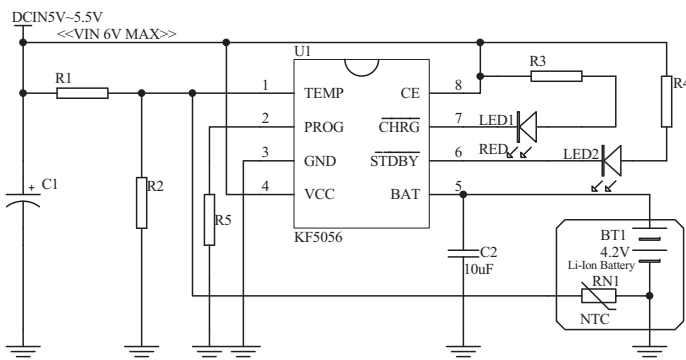 DCIN5V~5.5V
<<VIN 6V MAX>>
U1
R1
1
TEMP
CE
8
R3
R4
2
PROG
CHRG
7
LED1
3
GND
STDBY
6
RED
LED2
C1
R2
4
VCC
BAT
5
R5
KF5056
C2
10uF
BT1
4.2V
Li-Ion Battery
RN1
NTC